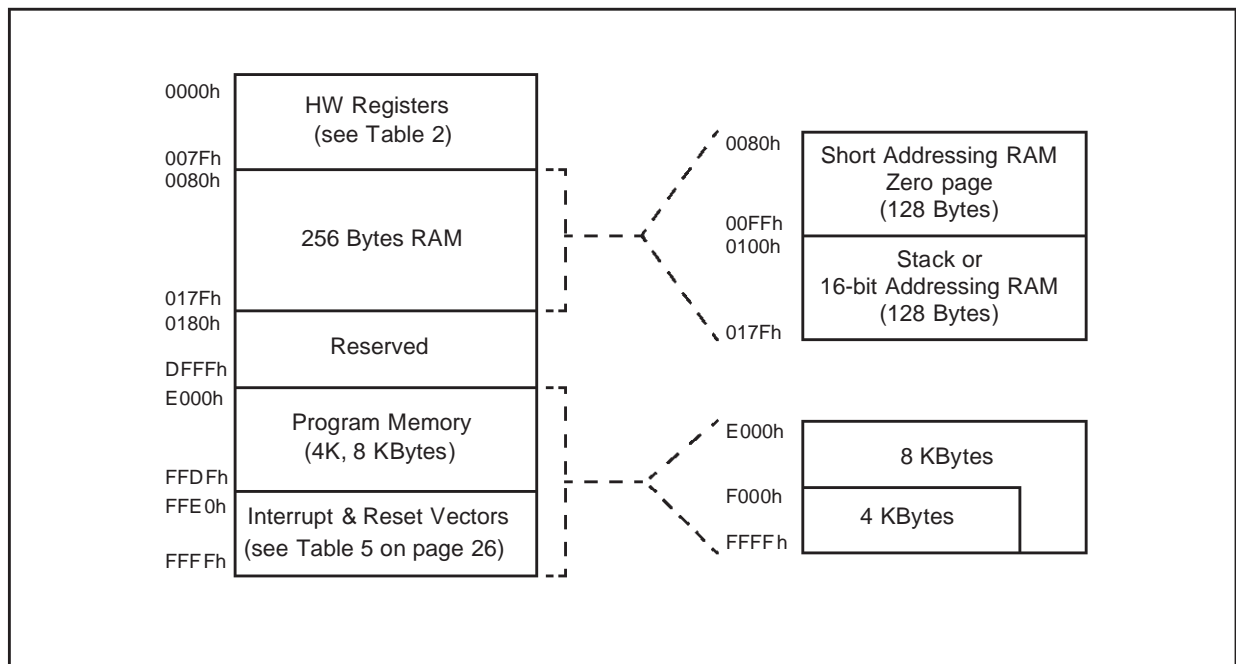 0000h
HW Registers
(see Table 2)
007Fh
0080h
256 Bytes RAM
017Fh
0180h
Reserved
DFFFh
E000h
Program Memory
(4K, 8 KBytes)
FFDFh
FFE0h
Interrupt & Reset Vectors
(see Table 5 on page 26)
FFFFh
0080h
Short Addressing RAM
Zero page
(128 Bytes)
00FFh
0100h
Stack or
16-bit Addressing RAM
(128 Bytes)
017Fh
E000h
8 KBytes
F000h
4 KBytes
FFFFh